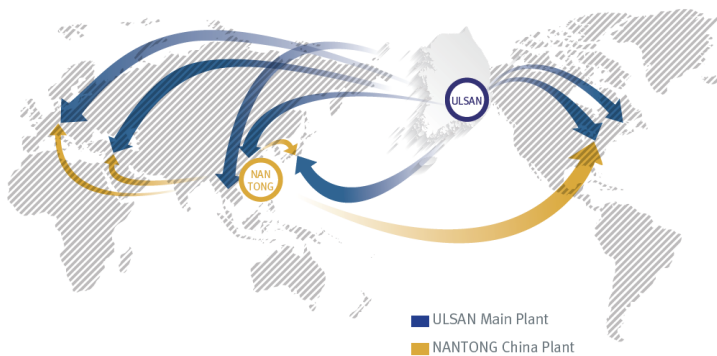 ULSAN
NAN
TONG
ULSAN Main Plant
NANTONG China Plant